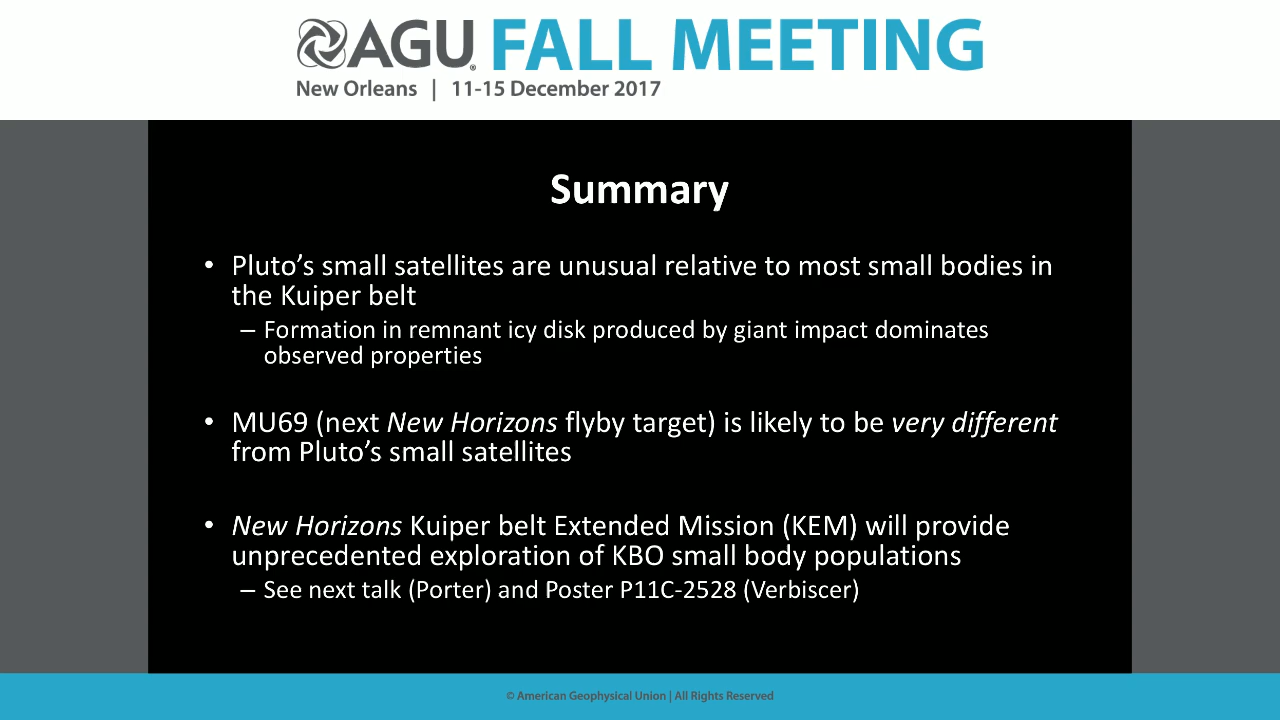 AGU FALL MEETING
New Orleans | 11-15 December 2017
Summary
• Pluto’s small satellites are unusual relative to most small bodies in
the Kuiper belt
– Formation in remnant icy disk produced by giant impact dominates
observed properties
• MU69 (next New Horizons flyby target) is likely to be very different
from Pluto’s small satellites
• New Horizons Kuiper belt Extended Mission (KEM) will provide
unprecedented exploration of KBO small body populations
– See next talk (Porter) and Poster P11C-2528 (Verbiscer)
© American Geophysical Union | All Rights Reserved